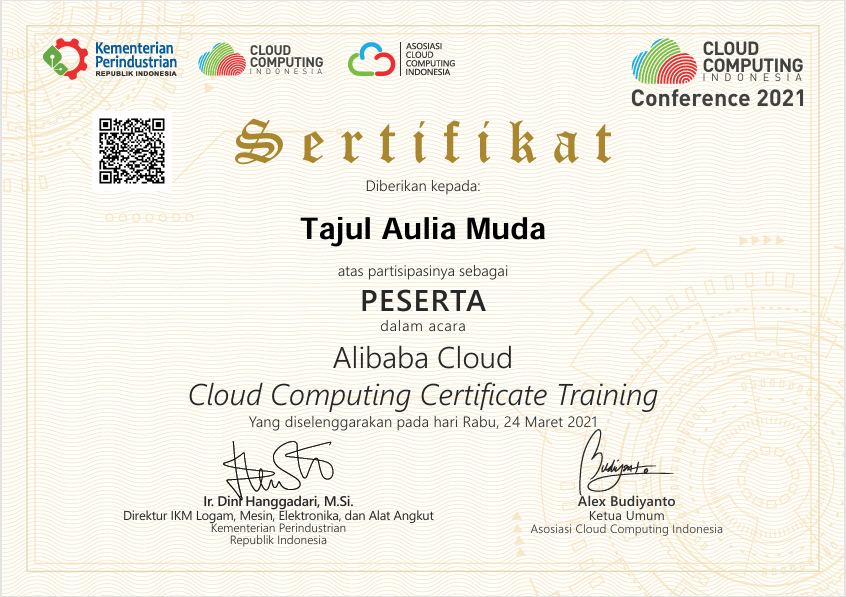 Kementerian
Perindustrian
REPUBLIK INDONESIA
CLOUD
COMPUTING
INDONESIA
ASOSIASI
CLOUD
COMPUTING
INDONESIA
CLOUD
COMPUTING
INDONESIA
Conference 2021
Sertifikat
Diberikan kepada:
Tajul Aulia Muda
atas partisipasinya sebagai
PESERTA
dalam acara
Alibaba Cloud
Cloud Computing Certificate Training
Yang diselenggarakan pada hari Rabu, 24 Maret 2021
Budiyanto
Ir. Dini Hanggadari, M.Si.
Direktur IKM Logam, Mesin, Elektronika, dan Alat Angkut
Kementerian Perindustrian
Republik Indonesia
Alex Budiyanto
Ketua Umum
Asosiasi Cloud Computing Indonesia